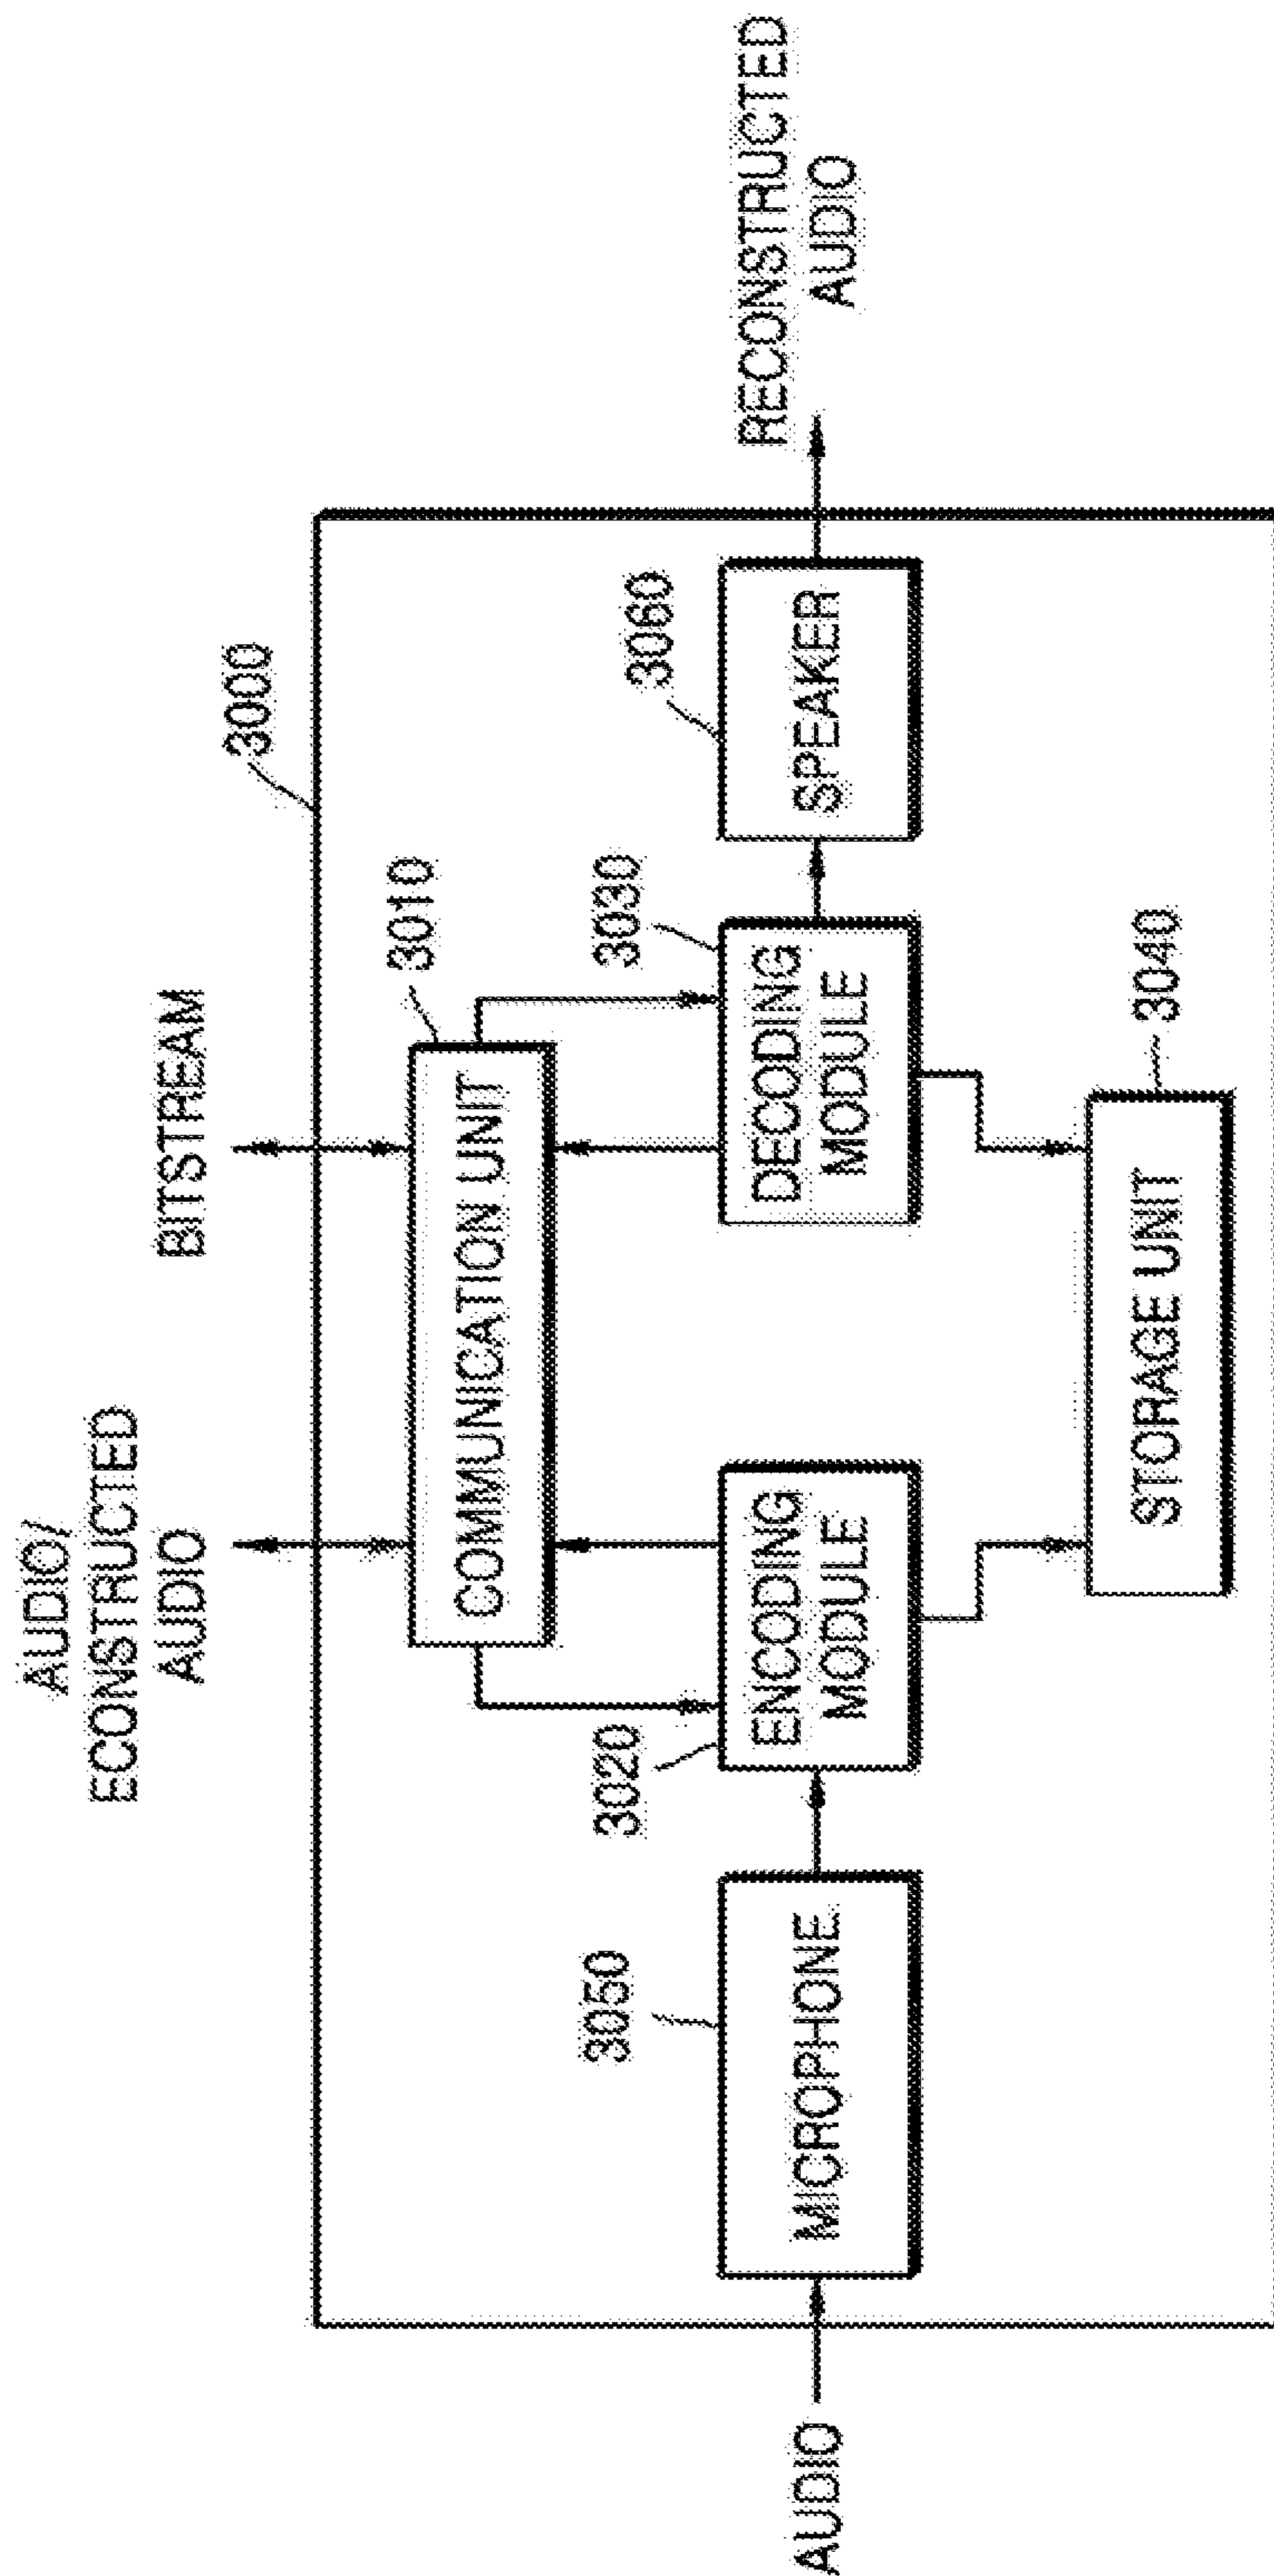 AUDIO/
ECONSTRUCTED
AUDIO
BITSTREAM
3000
COMMUNICATION UNIT
3010
3020
ENCODING
MODULE
3030
DECODING
MODULE
3050
MICROPHONE
3060
SPEAKER
AUDIO
RECONSTRUCTED
AUDIO
STORAGE UNIT
3040